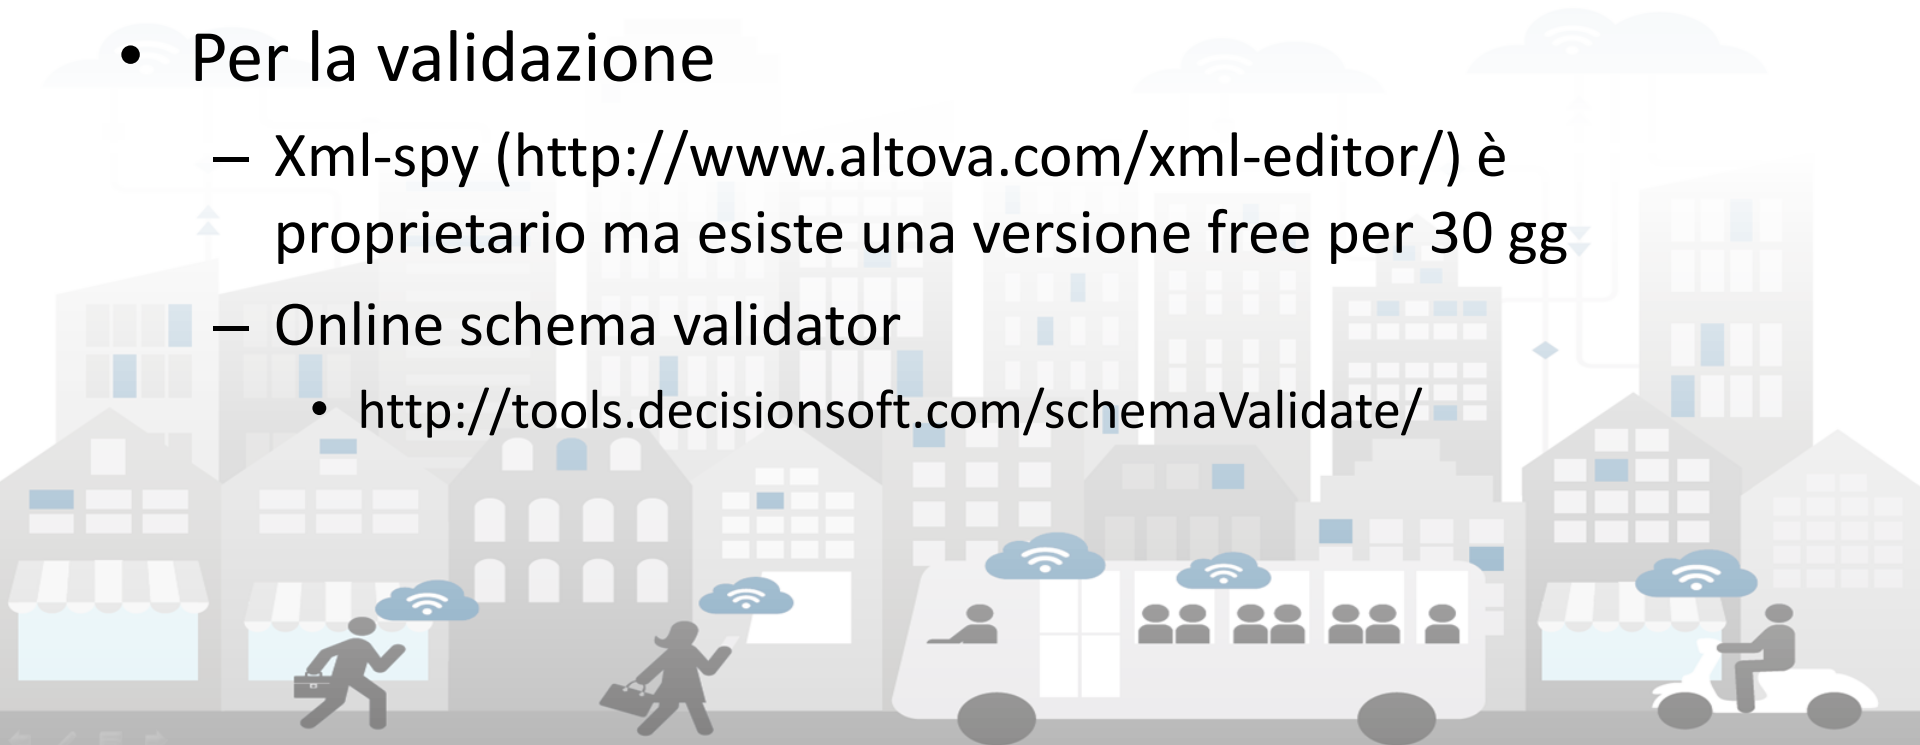 • Per la validazione
– Xml-spy (http://www.altova.com/xml-editor/) è
proprietario ma esiste una versione free per 30 gg
– Online schema validator
• http://tools.decisionsoft.com/schemaValidate/